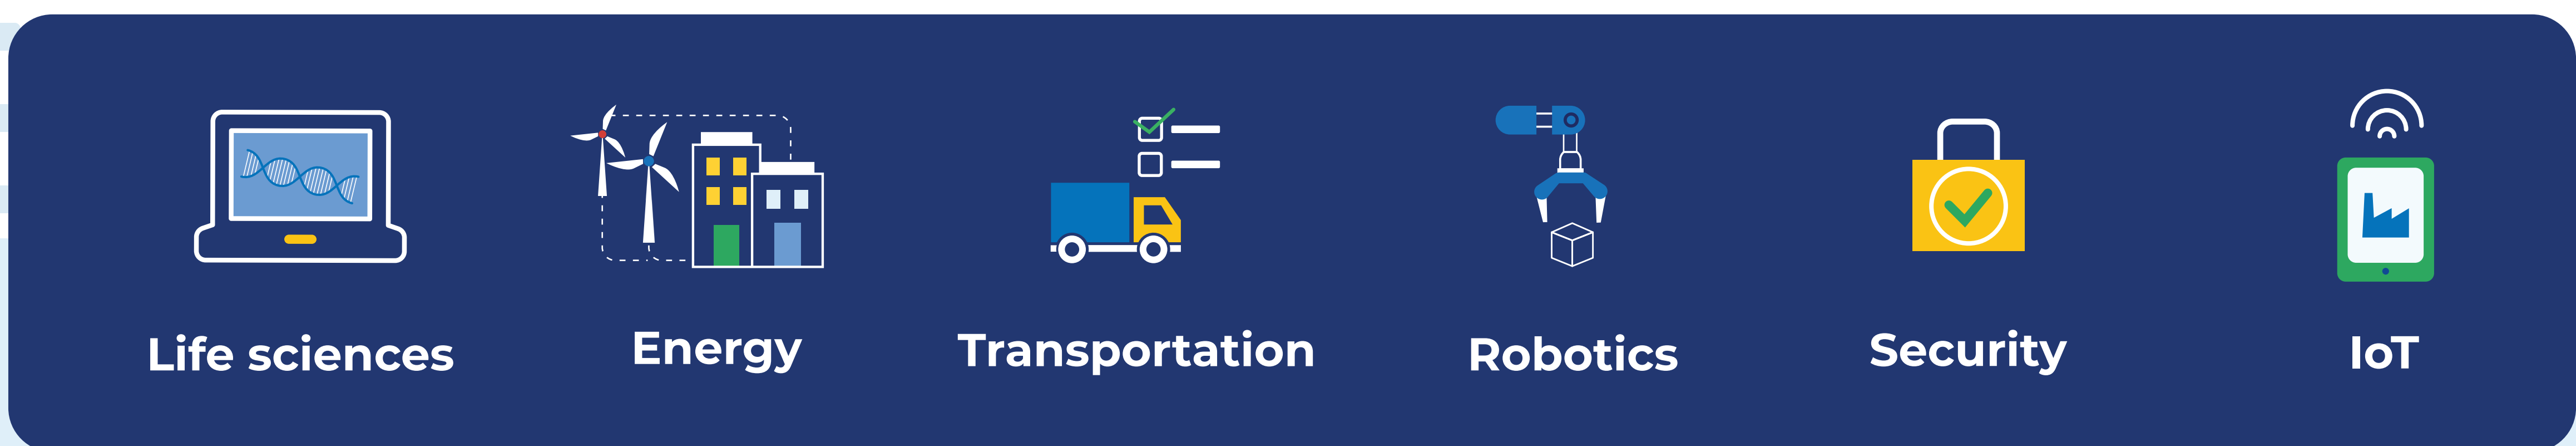 Life sciences
Energy
Transportation
Robotics
Security
IoT